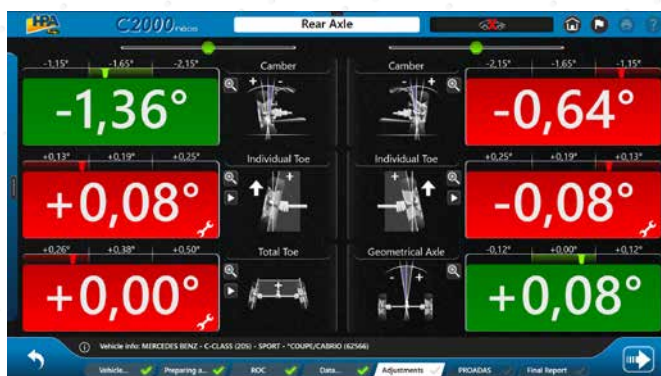 HPA C2000 Rear Axle
-1,15° -1,65° -2,15° Camber Camber -2,15° -1,65° -1,15°
-1,36° -0,64°
+0,13° +0,19° +0,25° Individual Toe Individual Toe +0,25° +0,19° +0,13°
+0,08° -0,08°
+0,26° +0,38° +0,50° Total Toe Geometrical Axle -0,12° +0,00° +0,12°
+0,00° +0,08°
Vehicle info: MERCEDES BENZ - C-CLASS (205) - SPORT - *COUPE/CABRIO (62566)
Vehicle... Preparing a... ROC Data... Adjustments PROADAS Final Report